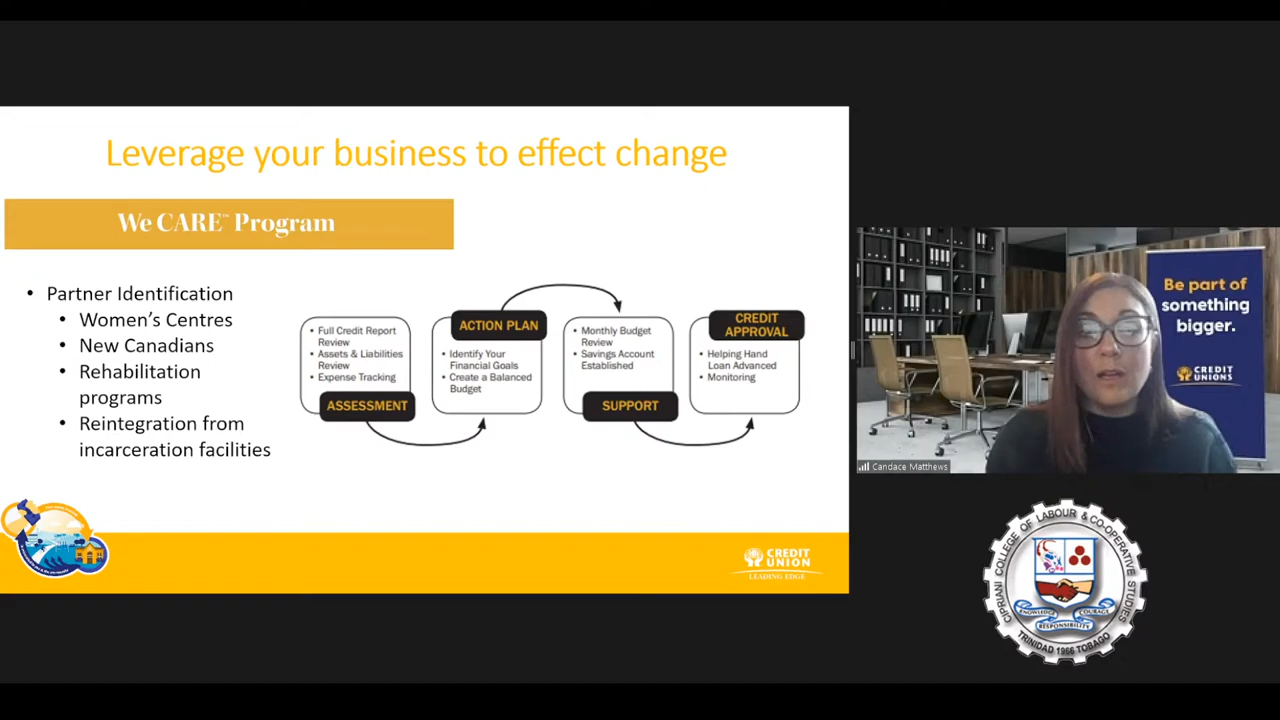 Leverage your business to effect change
We CARE™ Program
• Partner Identification
• Women's Centres
• New Canadians
• Rehabilitation
programs
• Reintegration from
incarceration facilities
• Full Credit Report
Review
• Assets & Liabilities
Review
• Expense Tracking
ASSESSMENT
ACTION PLAN
• Identify Your
Financial Goals
• Create a Balanced
Budget
• Monthly Budget
Review
• Savings Account
Established
SUPPORT
CREDIT
APPROVAL
• Helping Hand
Loan Advanced
• Monitoring
CREDIT
UNION
LEADING EDGE
Be part of
something
bigger.
CREDIT
UNIONS
Candace Matthews
CIPRIANI COLLEGE OF LABOUR & CO-OPERATIVE STUDIES
KNOWLEDGE
COURAGE
RESPONSIBILITY
TRINIDAD 1966 TOBAGO